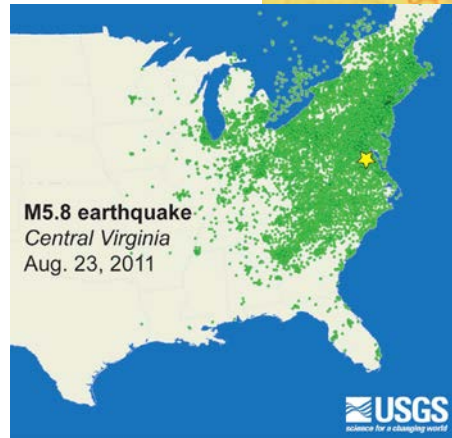 M5.8 earthquake
Central Virginia
Aug. 23, 2011
USGS
science for a changing world